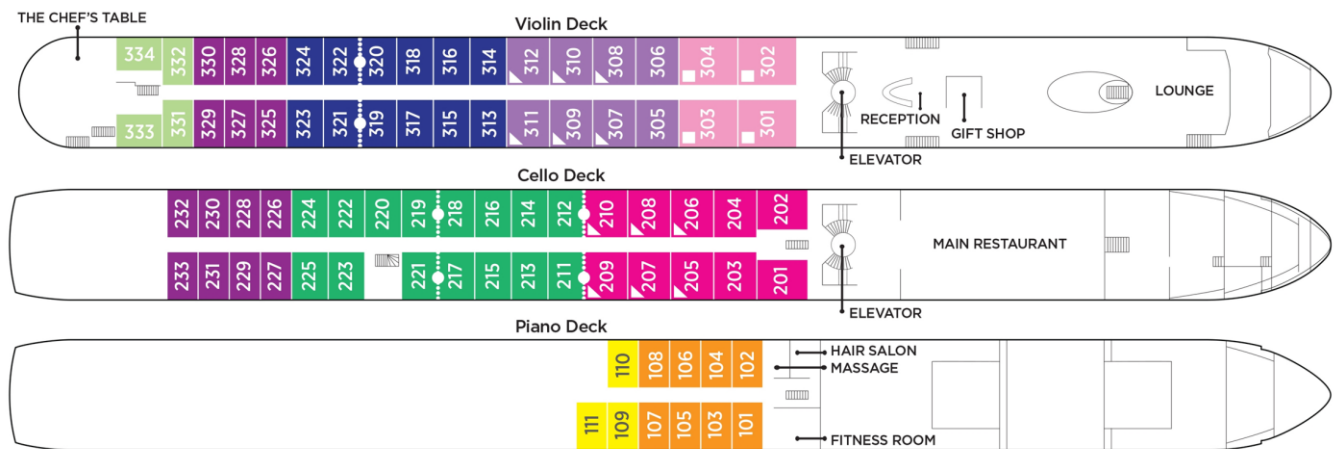 THE CHEF'S TABLE
Violin Deck
334 332 330 328 326 324 322 320 318 316 314 312 310 308 306 304 302
333 331 329 327 325 323 321 319 317 315 313 311 309 307 305 303 301
LOUNGE
RECEPTION
GIFT SHOP
ELEVATOR
Cello Deck
232 230 228 226 224 222 220 219 218 216 214 212 210 208 206 204 202
233 231 229 227 225 223 221 217 215 213 211 209 207 205 203 201
MAIN RESTAURANT
ELEVATOR
Piano Deck
110 108 106 104 102
111 109 107 105 103 101
HAIR SALON
MASSAGE
FITNESS ROOM